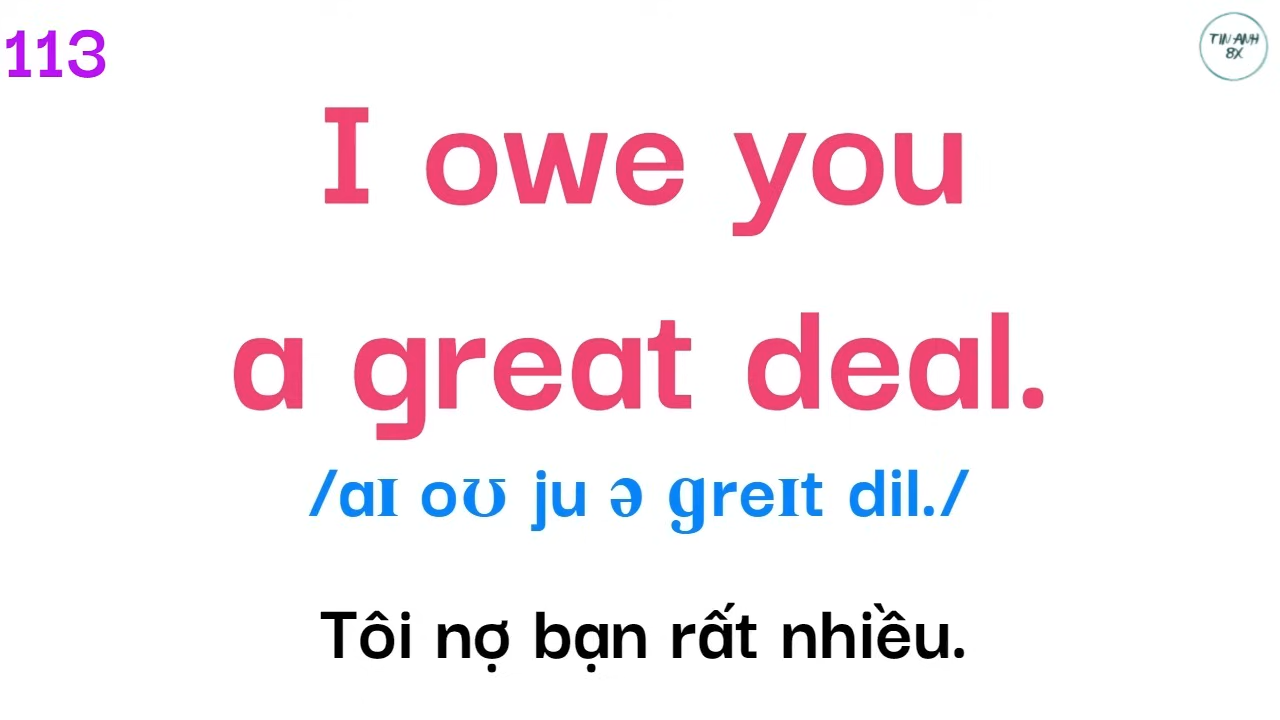 113
TIN ANH
8X
I owe you
a great deal.
/aɪ oʊ ju ə ɡreɪt dil./
Tôi nợ bạn rất nhiều.